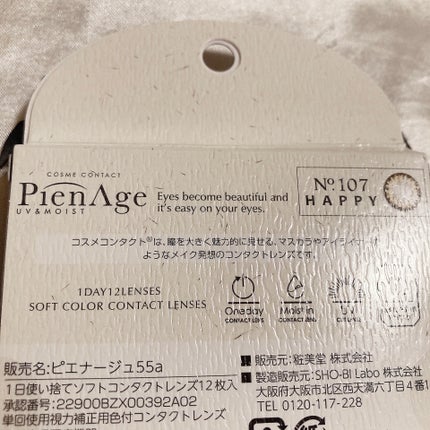 COSME CONTACT
PienAge
UV&MOIST
Eyes become beautiful and
it's easy on your eyes.
No.107
HAPPY
コスメコンタクト®は、瞳を大きく魅力的に見せる、マスカラやアイライナーの
ようなメイク発想のコンタクトレンズです。
1DAY12LENSES
SOFT COLOR CONTACT LENSES
Oneday
CONTACT LENS
Moist in
CONTACT LENS
UV
販売名:ピエナージュ55a
1日使い捨てソフトコンタクトレンズ12枚入
承認番号:22900BZX00392A02
単回使用視力補正用色付コンタクトレンズ
販売元:粧美堂 株式会社
製造販売元:SHO-BI Labo 株式会社
大阪府大阪市北区西天満六丁目4番
TEL 0120-117-228